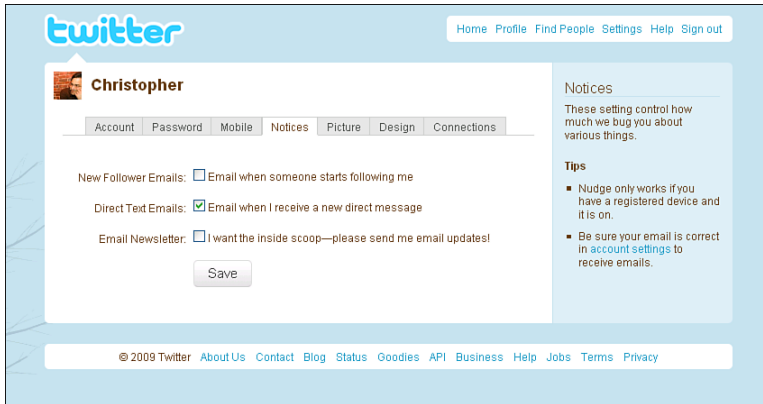 twitter
Home Profile Find People Settings Help Sign out
Christopher
Account Password Mobile Notices Picture Design Connections
New Follower Emails: Email when someone starts following me
Direct Text Emails: Email when I receive a new direct message
Email Newsletter: I want the inside scoop—please send me email updates!
Save
Notices
These setting control how
much we bug you about
various things.
Tips
Nudge only works if you
have a registered device and
it is on.
Be sure your email is correct
in account settings to
receive emails.
© 2009 Twitter About Us Contact Blog Status Goodies API Business Help Jobs Terms Privacy